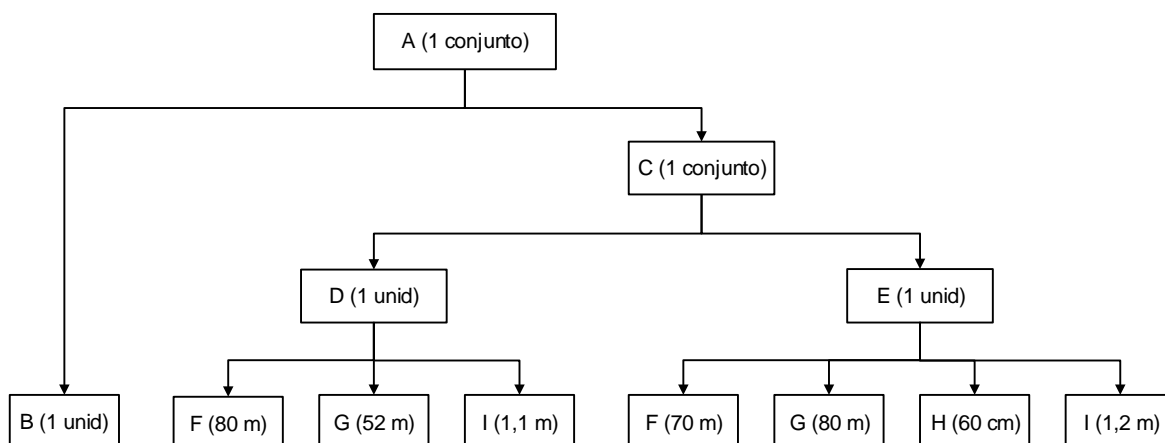 A (1 conjunto)
C (1 conjunto)
D (1 unid)
E (1 unid)
B (1 unid)
F (80 m)
G (52 m)
I (1,1 m)
F (70 m)
G (80 m)
H (60 cm)
I (1,2 m)